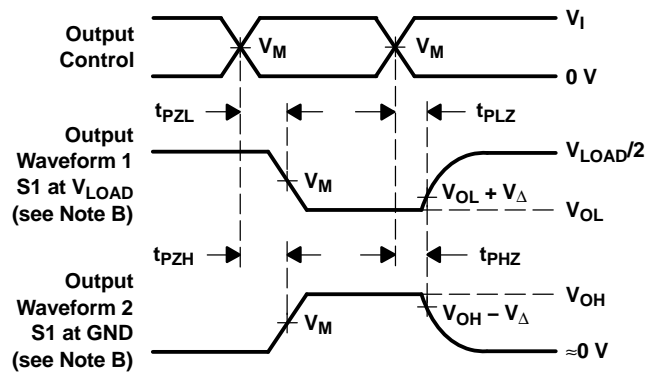 Output
Control
V_I
V_M
V_M
0 V
t_PZL
t_PLZ
Output
Waveform 1
S1 at V_LOAD
(see Note B)
V_LOAD/2
V_M
V_OL + V_Δ
V_OL
t_PZH
t_PHZ
Output
Waveform 2
S1 at GND
(see Note B)
V_OH
V_M
V_OH − V_Δ
≈0 V